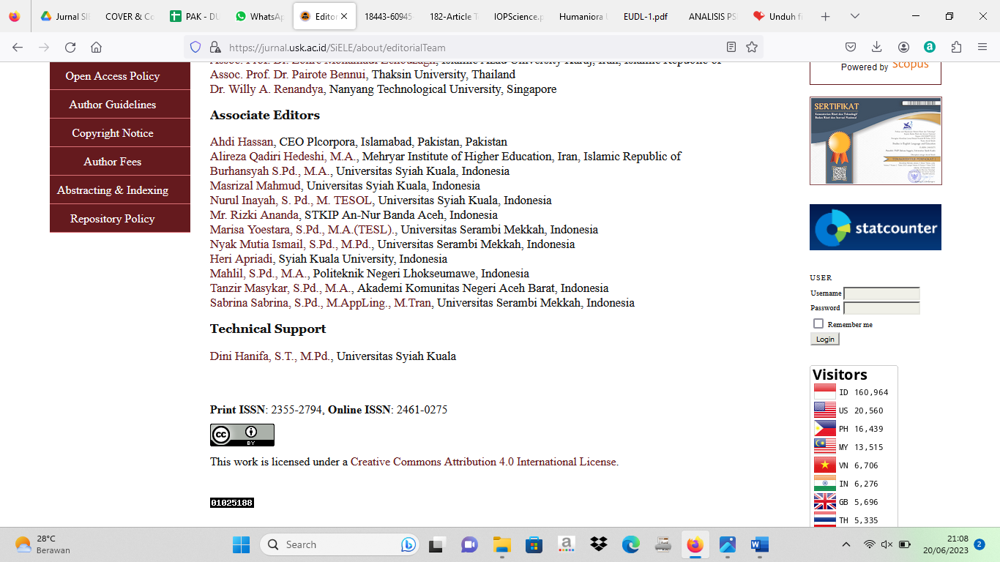 Jurnal SIE
COVER & Co
PAK - DU
WhatsAp
Editor
18443-60945-
182-Article T
IOPScience.p
Humaniora
EUDL-1.pdf
ANALISIS PS
Unduh fi
https://jurnal.usk.ac.id/SiELE/about/editorialTeam
Open Access Policy
Author Guidelines
Copyright Notice
Author Fees
Abstracting & Indexing
Repository Policy
Assoc. Prof. Dr. Pairote Bennui, Thaksin University, Thailand
Dr. Willy A. Renandya, Nanyang Technological University, Singapore
Associate Editors
Ahdi Hassan, CEO Plcorpora, Islamabad, Pakistan, Pakistan
Alireza Qadiri Hedeshi, M.A., Mehryar Institute of Higher Education, Iran, Islamic Republic of
Burhansyah S.Pd., M.A., Universitas Syiah Kuala, Indonesia
Masrizal Mahmud, Universitas Syiah Kuala, Indonesia
Nurul Inayah, S. Pd., M. TESOL, Universitas Syiah Kuala, Indonesia
Mr. Rizki Ananda, STKIP An-Nur Banda Aceh, Indonesia
Marisa Yoestara, S.Pd., M.A.(TESL)., Universitas Serambi Mekkah, Indonesia
Nyak Mutia Ismail, S.Pd., M.Pd., Universitas Serambi Mekkah, Indonesia
Heri Apriadi, Syiah Kuala University, Indonesia
Mahlil, S.Pd., M.A., Politeknik Negeri Lhokseumawe, Indonesia
Tanzir Masykar, S.Pd., M.A., Akademi Komunitas Negeri Aceh Barat, Indonesia
Sabrina Sabrina, S.Pd., M.AppLing., M.Tran, Universitas Serambi Mekkah, Indonesia
Technical Support
Dini Hanifa, S.T., M.Pd., Universitas Syiah Kuala
Print ISSN: 2355-2794, Online ISSN: 2461-0275
cc BY
This work is licensed under a Creative Commons Attribution 4.0 International License.
01025188
Powered by Scopus
SERTIFIKAT
statcounter
USER
Username
Password
Remember me
Login
Visitors
ID 160,964
US 20,560
PH 16,439
MY 13,515
VN 6,706
IN 6,276
GB 5,696
TH 5,335
28°C
Berawan
Search
21:08
20/06/2023
2